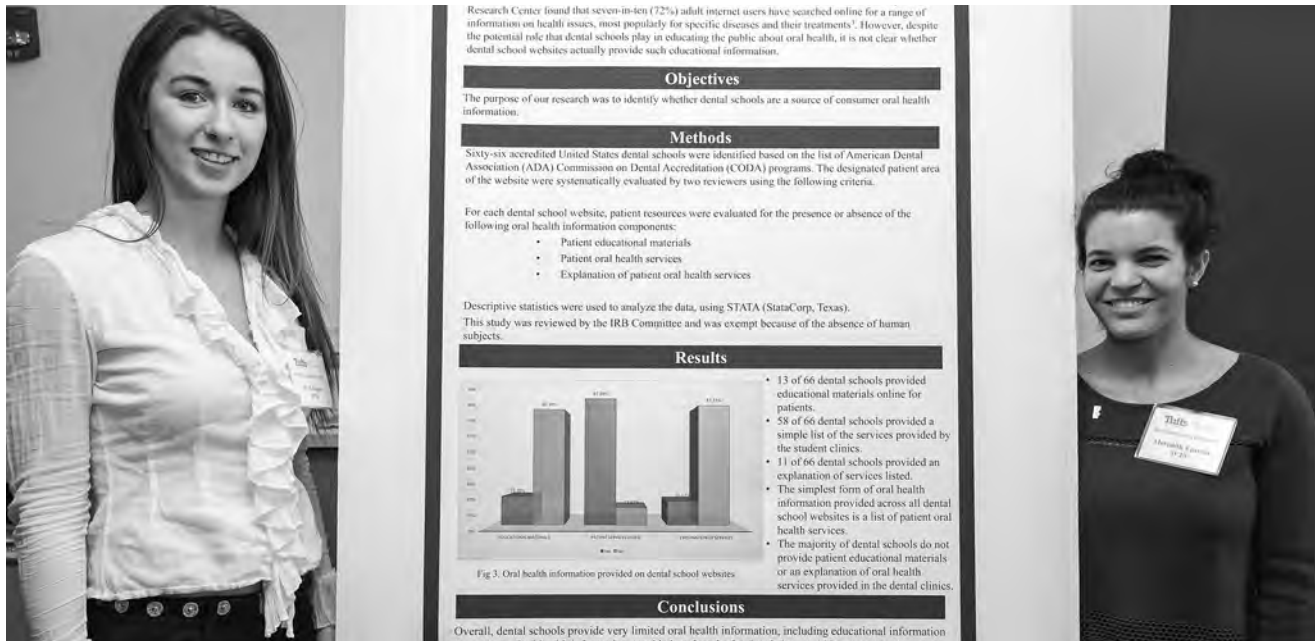 Research Center found that seven-in-ten (72%) adult internet users have searched online for a range of
information on health issues, most popularly for specific diseases and their treatments³. However, despite
the potential role that dental schools play in educating the public about oral health, it is not clear whether
dental school websites actually provide such educational information.
Objectives
The purpose of our research was to identify whether dental schools are a source of consumer oral health
information.
Methods
Sixty-six accredited United States dental schools were identified based on the list of American Dental
Association (ADA) Commission on Dental Accreditation (CODA) programs. The designated patient area
of the website were systematically evaluated by two reviewers using the following criteria.
For each dental school website, patient resources were evaluated for the presence or absence of the
following oral health information components:
• Patient educational materials
• Patient oral health services
• Explanation of patient oral health services
Descriptive statistics were used to analyze the data, using STATA (StataCorp, Texas).
This study was reviewed by the IRB Committee and was exempt because of the absence of human
subjects.
Results
• 13 of 66 dental schools provided
educational materials online for
patients.
• 58 of 66 dental schools provided a
simple list of the services provided by
the student clinics.
• 11 of 66 dental schools provided an
explanation of services listed.
• The simplest form of oral health
information provided across all dental
school websites is a list of patient oral
health services.
• The majority of dental schools do not
provide patient educational materials
or an explanation of oral health
services provided in the dental clinics.
EDUCATIONAL MATERIALS
Fig 3. Oral health information provided on dental school websites
Conclusions
Overall, dental schools provide very limited oral health information, including educational information
Tufts
Tufts